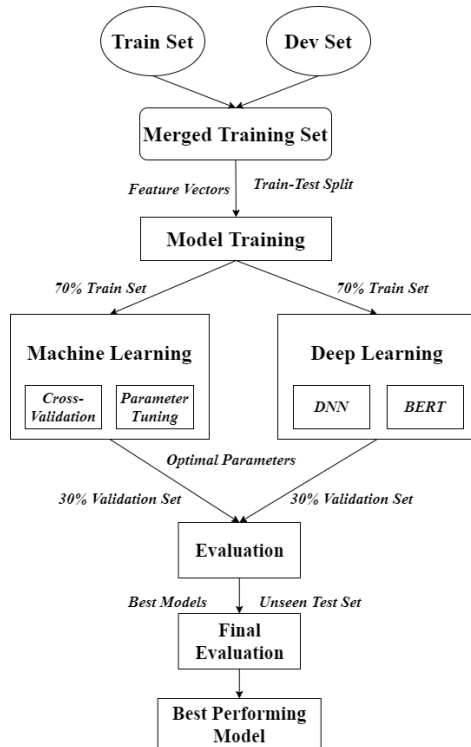 Train Set
Dev Set
Merged Training Set
Feature Vectors
Train-Test Split
Model Training
70% Train Set
70% Train Set
Machine Learning
Deep Learning
Cross-
Validation
Parameter
Tuning
DNN
BERT
Optimal Parameters
30% Validation Set
30% Validation Set
Evaluation
Best Models
Unseen Test Set
Final
Evaluation
Best Performing
Model